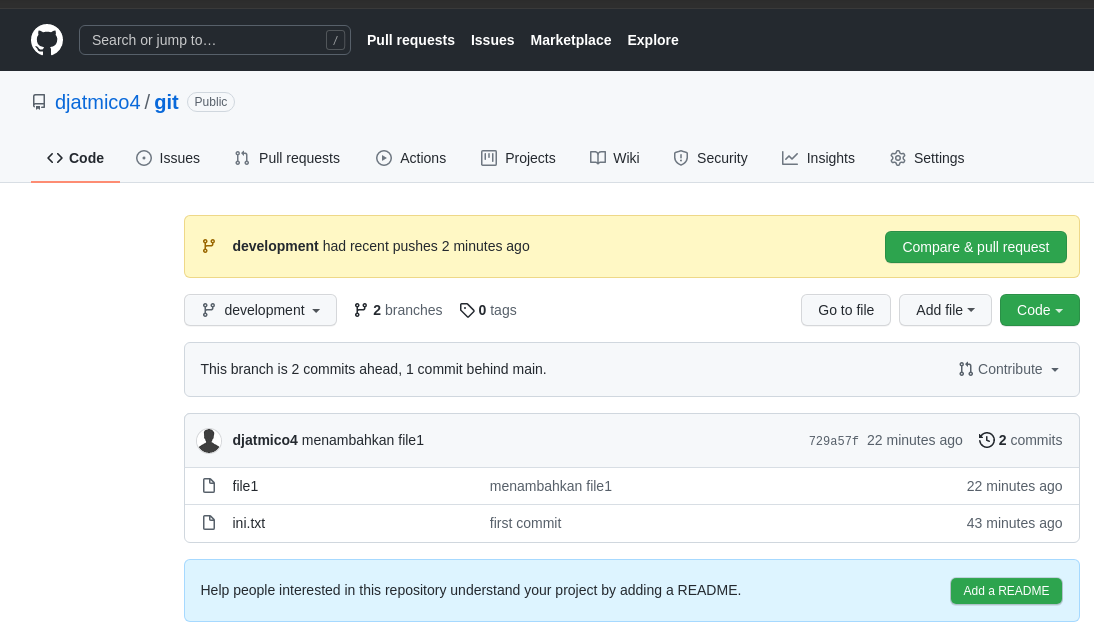 Search or jump to… /
Pull requests Issues Marketplace Explore
djatmico4 / git Public
Code Issues Pull requests Actions Projects Wiki Security Insights Settings
development had recent pushes 2 minutes ago Compare & pull request
development 2 branches 0 tags Go to file Add file Code
This branch is 2 commits ahead, 1 commit behind main. Contribute
djatmico4 menambahkan file1 729a57f 22 minutes ago 2 commits
file1 menambahkan file1 22 minutes ago
ini.txt first commit 43 minutes ago
Help people interested in this repository understand your project by adding a README. Add a README